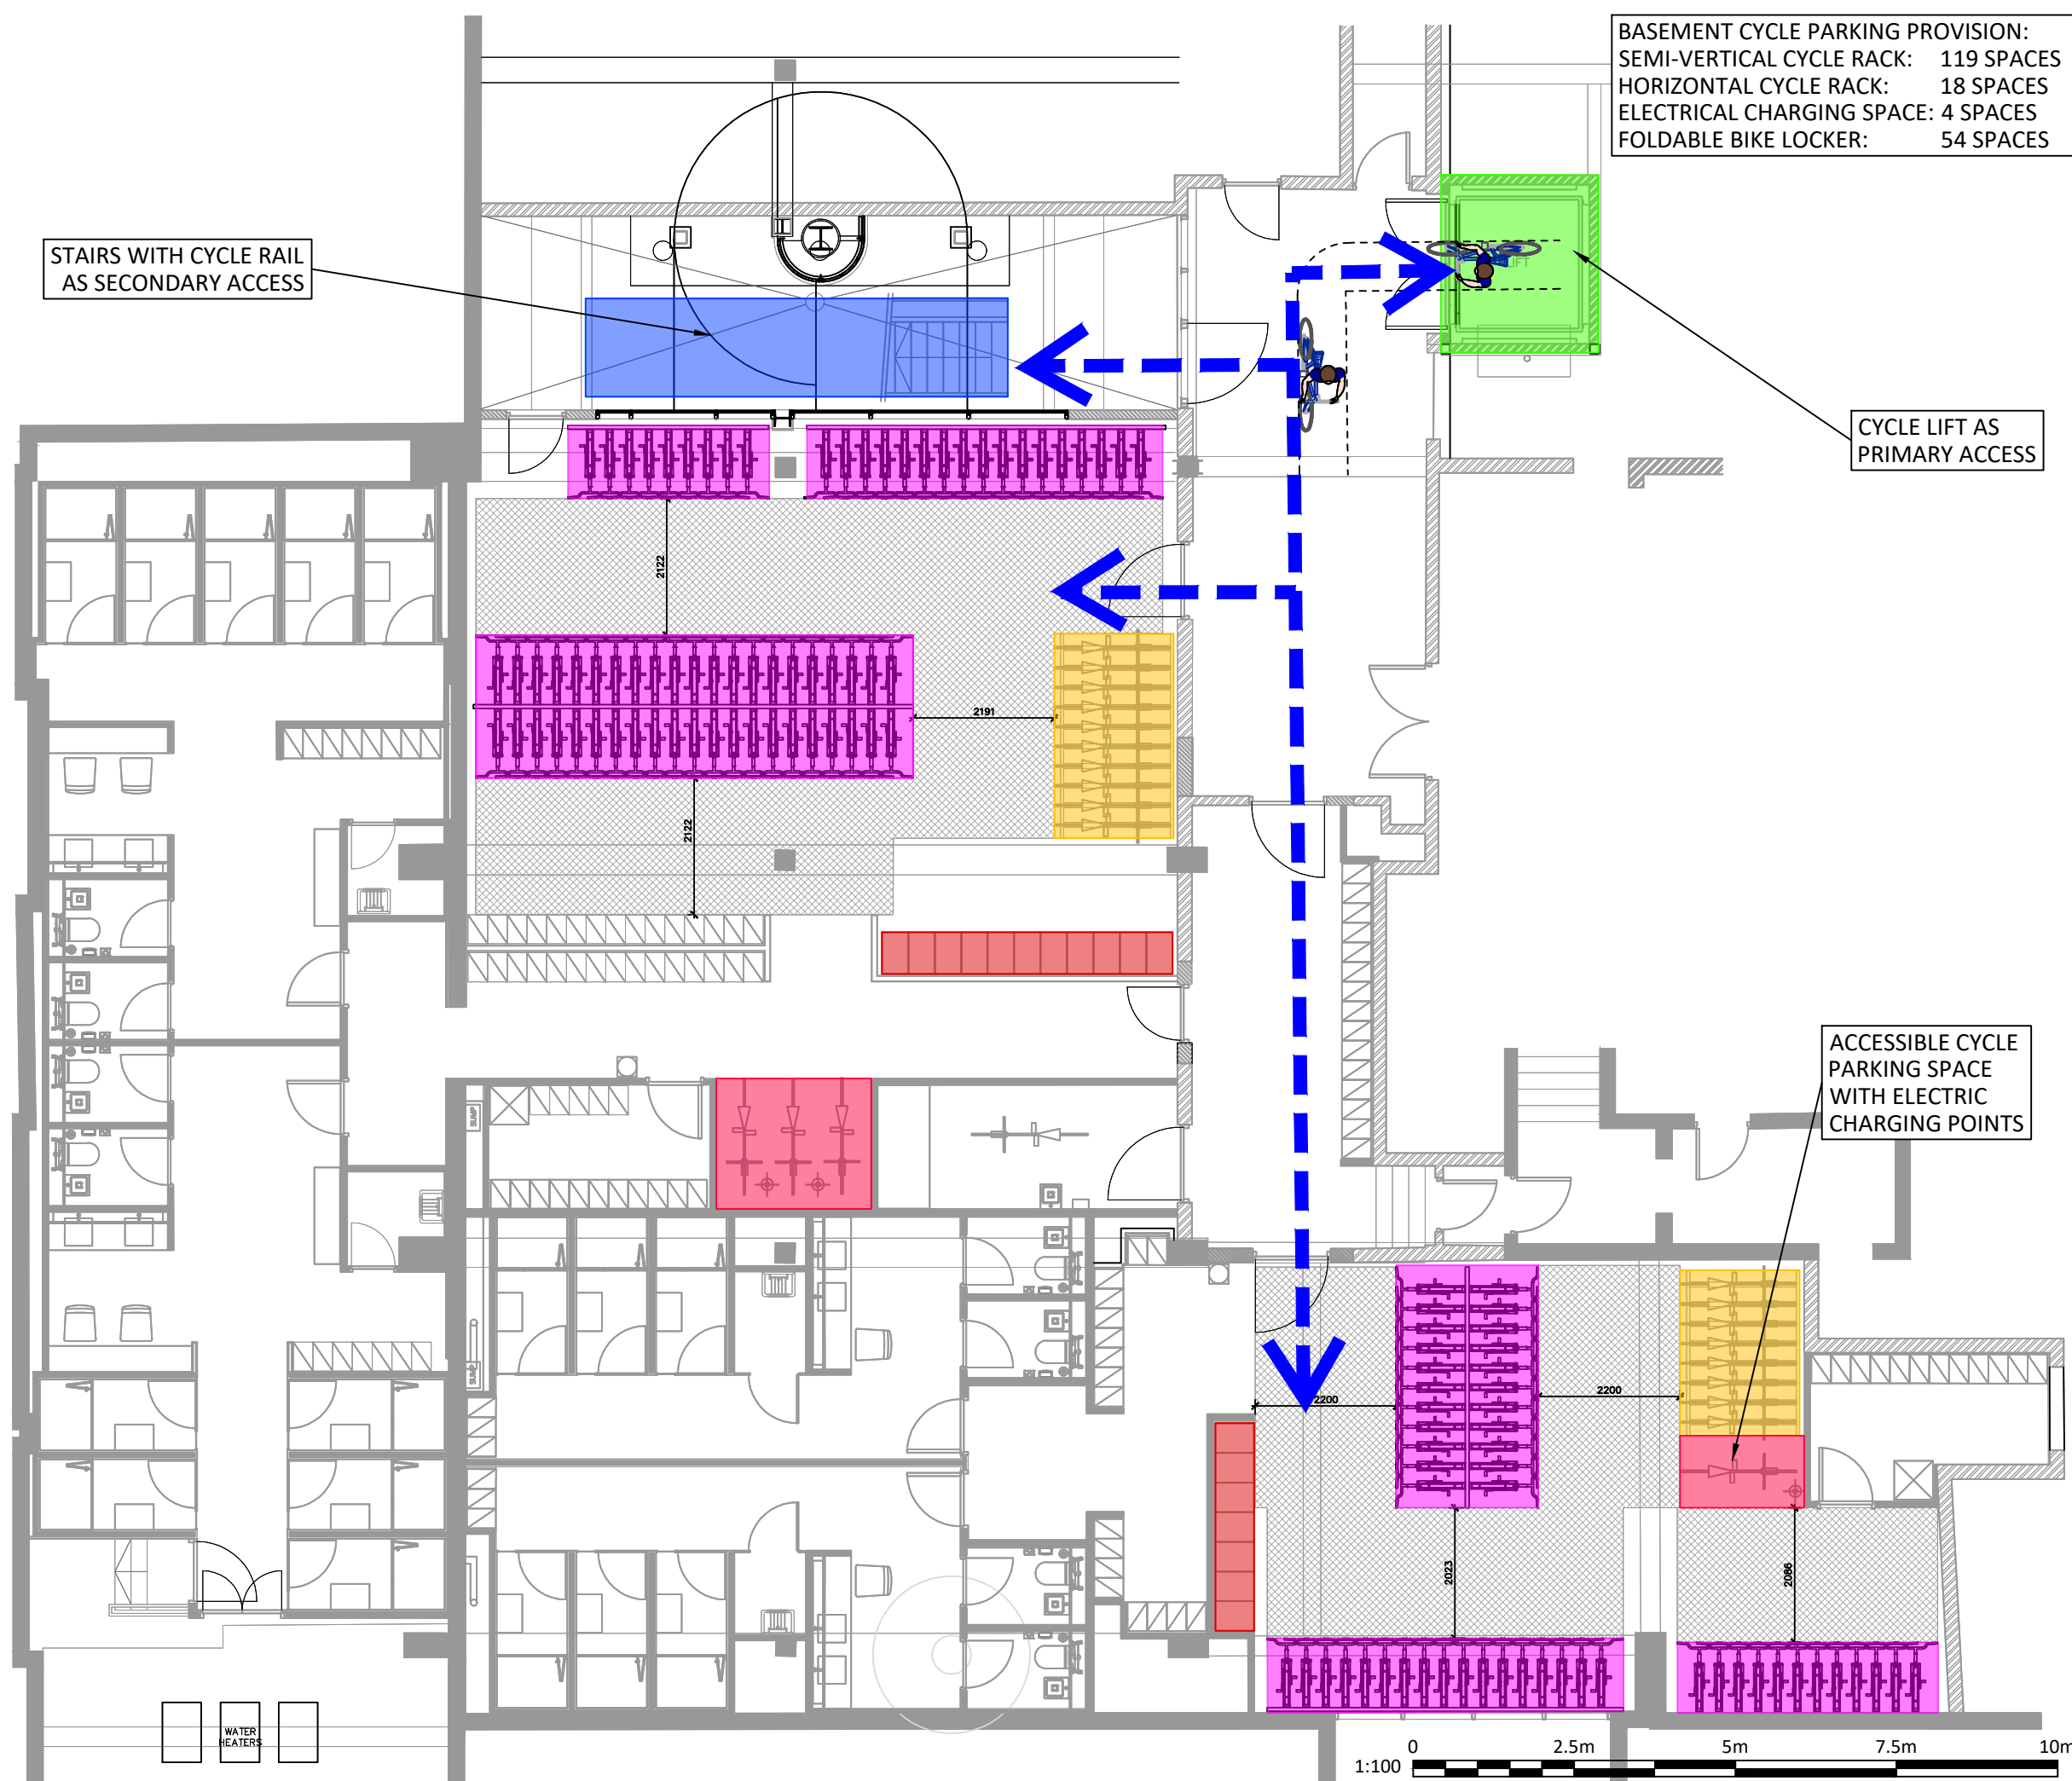 BASEMENT CYCLE PARKING PROVISION:
SEMI-VERTICAL CYCLE RACK: 119 SPACES
HORIZONTAL CYCLE RACK: 18 SPACES
ELECTRICAL CHARGING SPACE: 4 SPACES
FOLDABLE BIKE LOCKER: 54 SPACES
STAIRS WITH CYCLE RAIL
AS SECONDARY ACCESS
LIFT
CYCLE LIFT AS
PRIMARY ACCESS
2122
2191
2122
ACCESSIBLE CYCLE
PARKING SPACE
WITH ELECTRIC
CHARGING POINTS
SUMP
SUMP
2200
2200
2023
2086
WATER
HEATERS
1:100
0
2.5m
5m
7.5m
10m